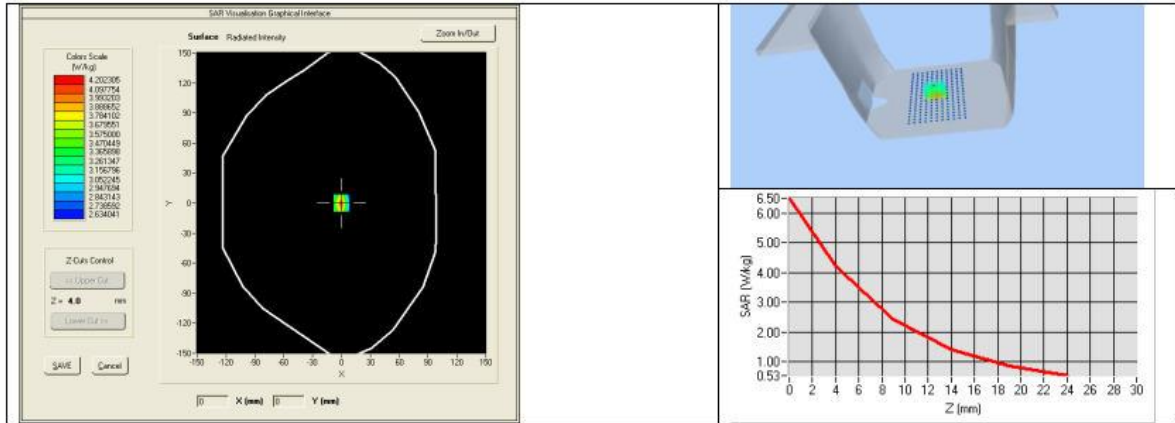 SAR Visualisation Graphical Interface
Surface Radiated Intensity
Zoom In/Out
Colors Scale
(W/kg)
4.202305
4.097754
3.993203
3.888652
3.784102
3.679551
3.575000
3.470449
3.365898
3.261347
3.156796
3.052245
2.947694
2.843143
2.738592
2.634041
Z-Cuts Control
<< Upper Cut
Z = 4.0 mm
Lower Cut >>
SAVE Cancel
150
120
90
60
30
0
-30
-60
-90
-120
-150
Y
-150 -120 -90 -60 -30 0 30 60 90 120 150
X
0 X (mm) 0 Y (mm)
6.50
6.00
5.00
4.00
3.00
2.00
1.00
0.53
SAR (W/kg)
0 2 4 6 8 10 12 14 16 18 20 22 24 26 28 30
Z (mm)